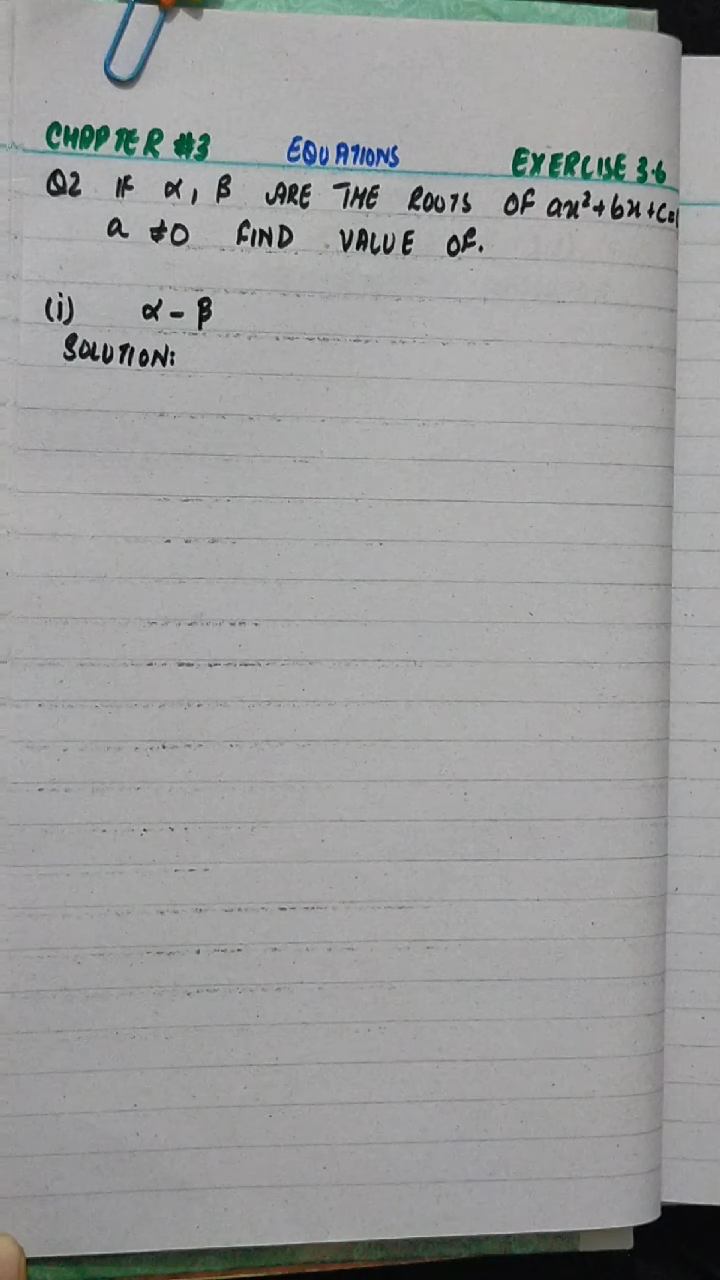 CHAPTER #3 EQUATIONS EXERCISE 3.6
Q2 IF α, β ARE THE ROOTS OF ax²+bx+c=
a ≠0 FIND VALUE OF.
(i) α - β
SOLUTION: